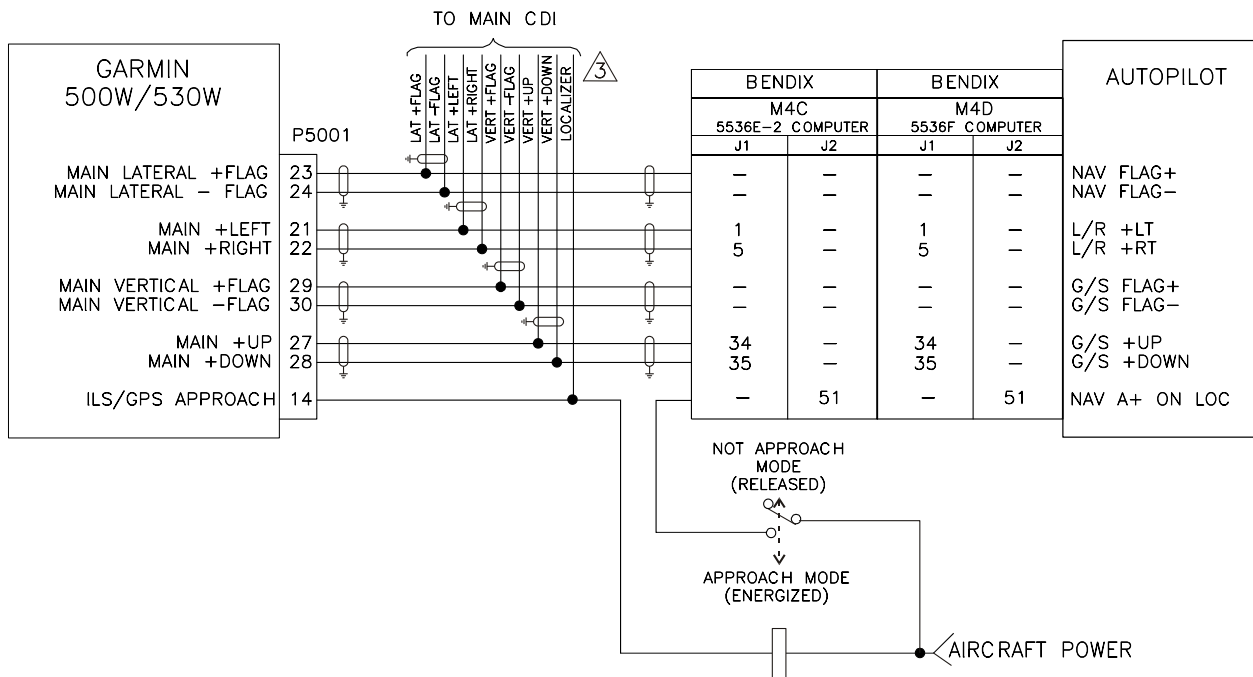 TO MAIN CDI
GARMIN
500W/530W
P5001
LAT +FLAG
LAT -FLAG
LAT +LEFT
LAT +RIGHT
VERT +FLAG
VERT -FLAG
VERT +UP
VERT +DOWN
LOCALIZER
3
BENDIX BENDIX
M4C M4D
5536E-2 COMPUTER 5536F COMPUTER
J1 J2 J1 J2
AUTOPILOT
MAIN LATERAL +FLAG 23 – – – – NAV FLAG+
MAIN LATERAL – FLAG 24 – – – – NAV FLAG-
MAIN +LEFT 21 1 – 1 – L/R +LT
MAIN +RIGHT 22 5 – 5 – L/R +RT
MAIN VERTICAL +FLAG 29 – – – – G/S FLAG+
MAIN VERTICAL -FLAG 30 – – – – G/S FLAG-
MAIN +UP 27 34 – 34 – G/S +UP
MAIN +DOWN 28 35 – 35 – G/S +DOWN
ILS/GPS APPROACH 14 – 51 – 51 NAV A+ ON LOC
NOT APPROACH
MODE
(RELEASED)
APPROACH MODE
(ENERGIZED)
AIRCRAFT POWER